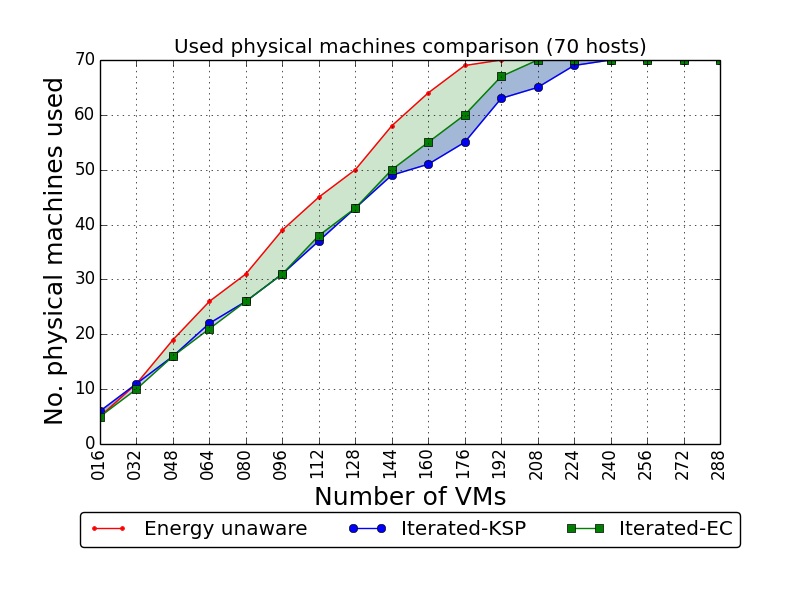 Used physical machines comparison (70 hosts)
No. physical machines used
70
60
50
40
30
20
10
0
016 032 048 064 080 096 112 128 144 160 176 192 208 224 240 256 272 288
Number of VMs
Energy unaware Iterated-KSP Iterated-EC